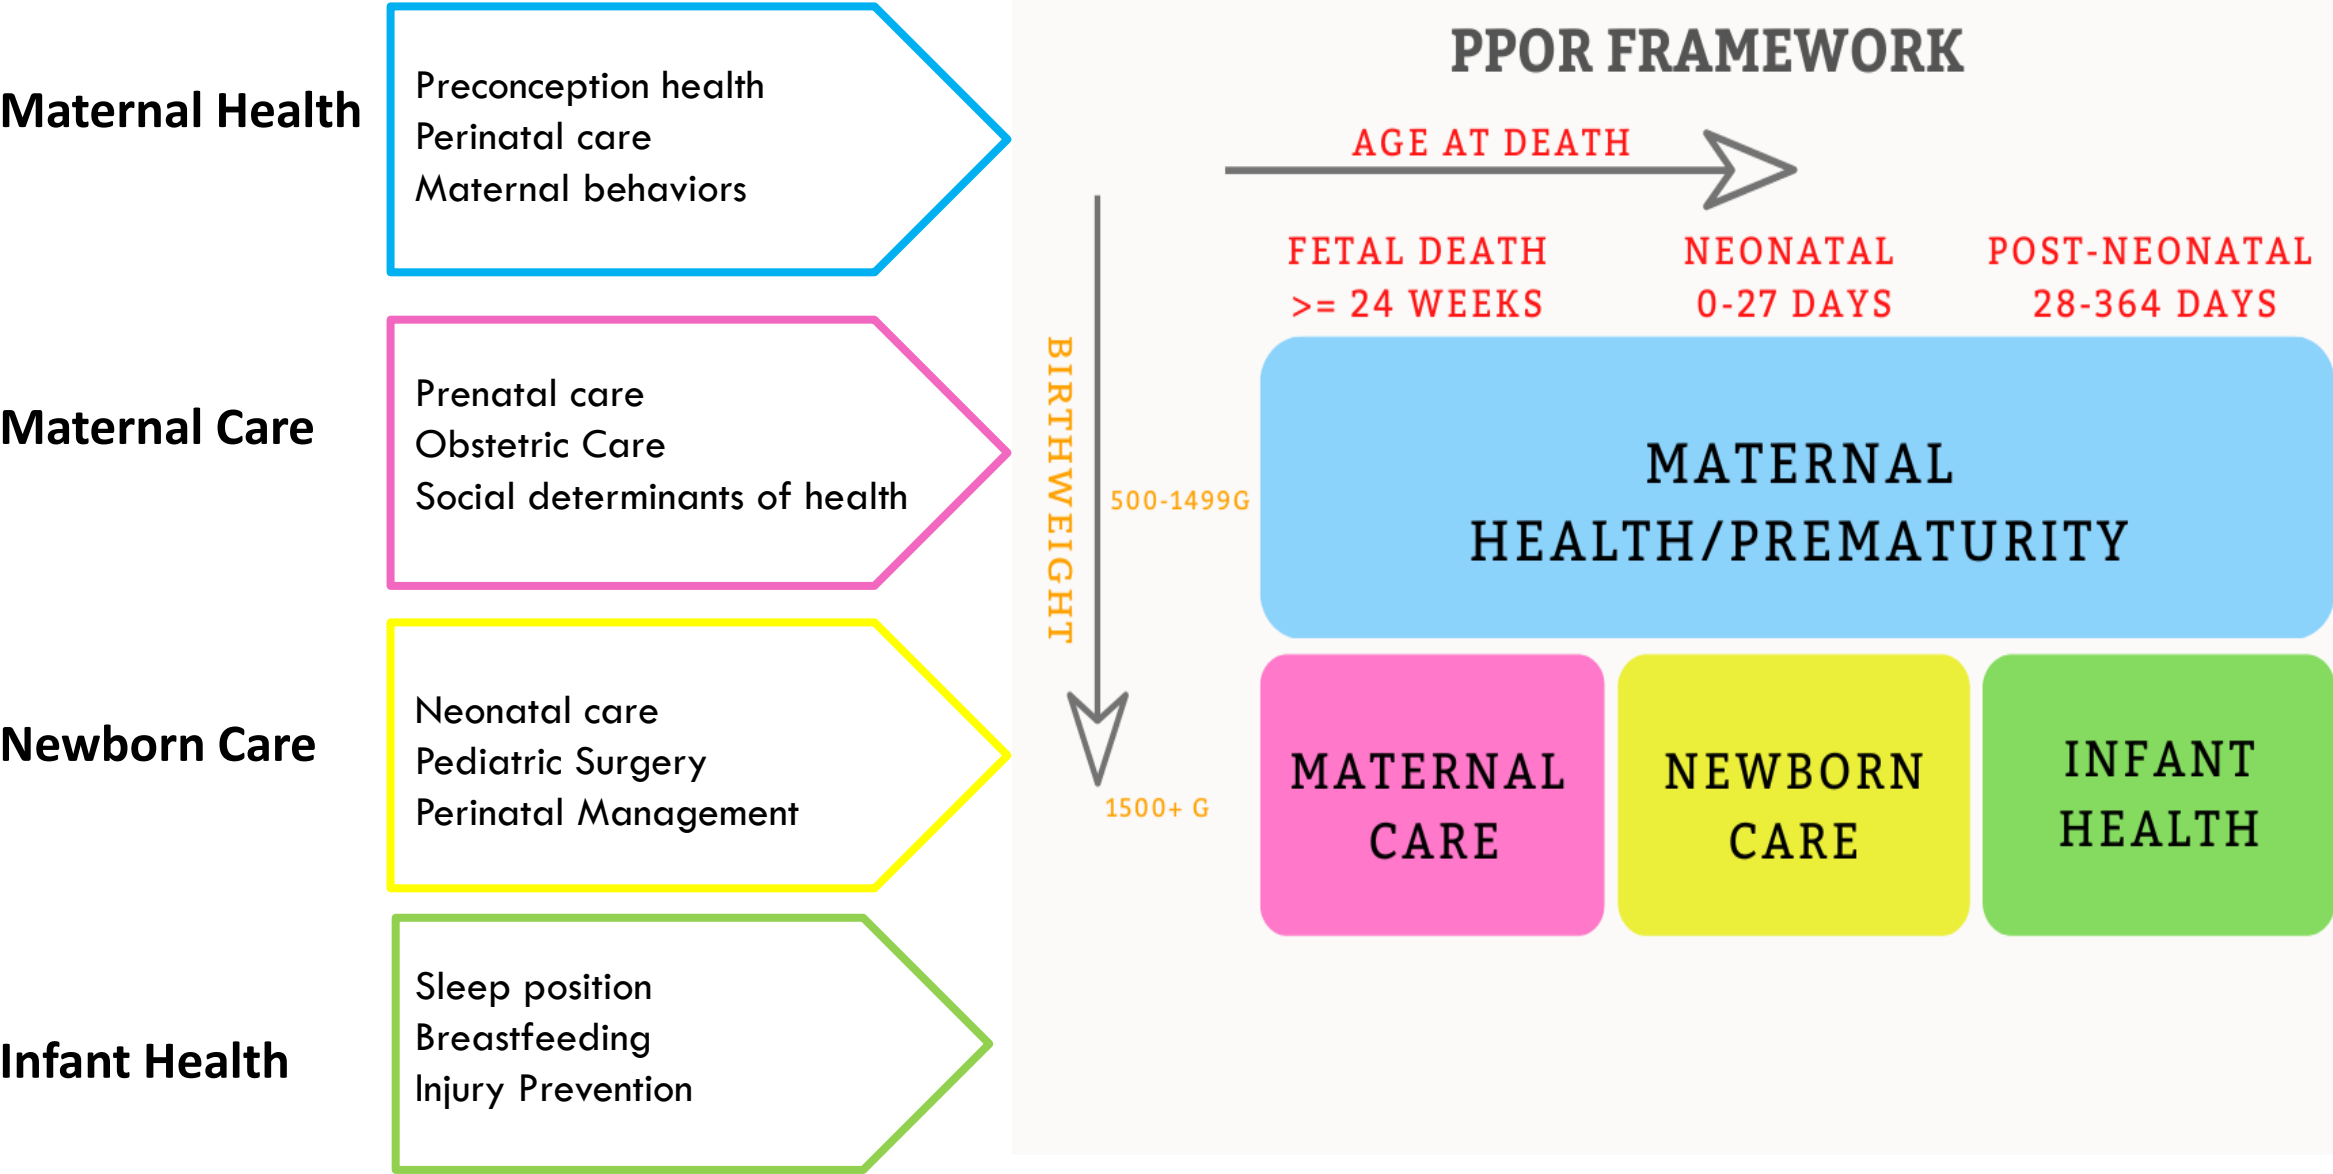 Maternal Health
Preconception health
Perinatal care
Maternal behaviors
Maternal Care
Prenatal care
Obstetric Care
Social determinants of health
Newborn Care
Neonatal care
Pediatric Surgery
Perinatal Management
Infant Health
Sleep position
Breastfeeding
Injury Prevention
PPOR FRAMEWORK
AGE AT DEATH
FETAL DEATH
>= 24 WEEKS
NEONATAL
0-27 DAYS
POST-NEONATAL
28-364 DAYS
BIRTHWEIGHT
500-1499G
1500+ G
MATERNAL
HEALTH/PREMATURITY
MATERNAL
CARE
NEWBORN
CARE
INFANT
HEALTH